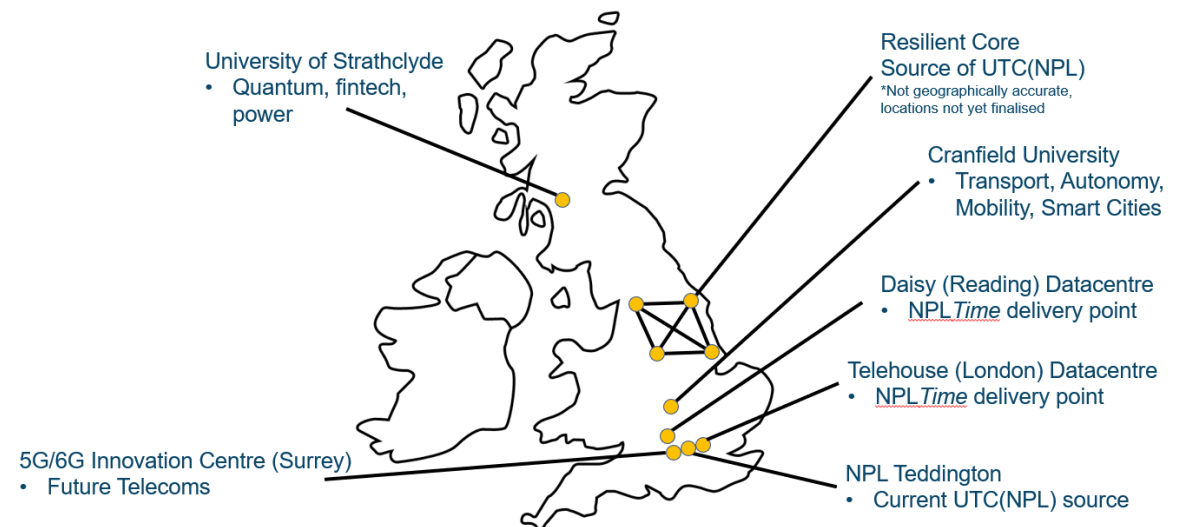 University of Strathclyde
• Quantum, fintech,
power
Resilient Core
Source of UTC(NPL)
*Not geographically accurate,
locations not yet finalised
Cranfield University
• Transport, Autonomy,
Mobility, Smart Cities
Daisy (Reading) Datacentre
• NPLTime delivery point
Telehouse (London) Datacentre
• NPLTime delivery point
5G/6G Innovation Centre (Surrey)
• Future Telecoms
NPL Teddington
• Current UTC(NPL) source